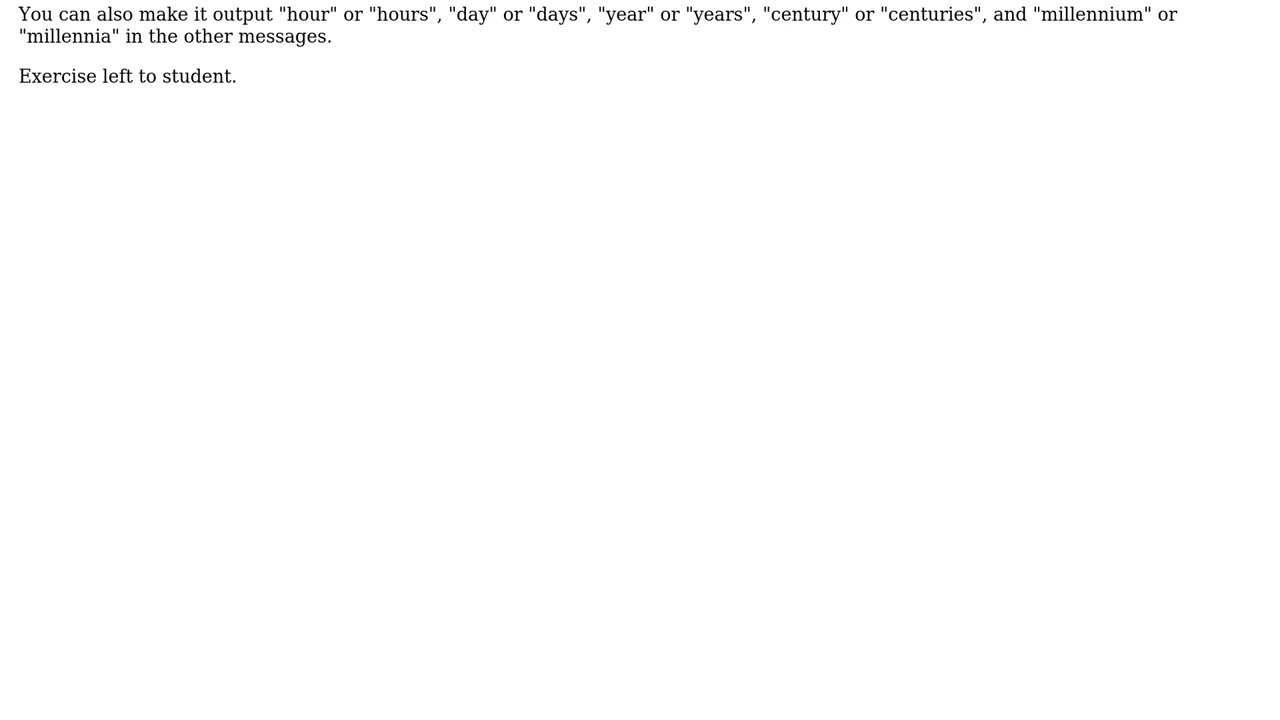 You can also make it output "hour" or "hours", "day" or "days", "year" or "years", "century" or "centuries", and "millennium" or
"millennia" in the other messages.
Exercise left to student.